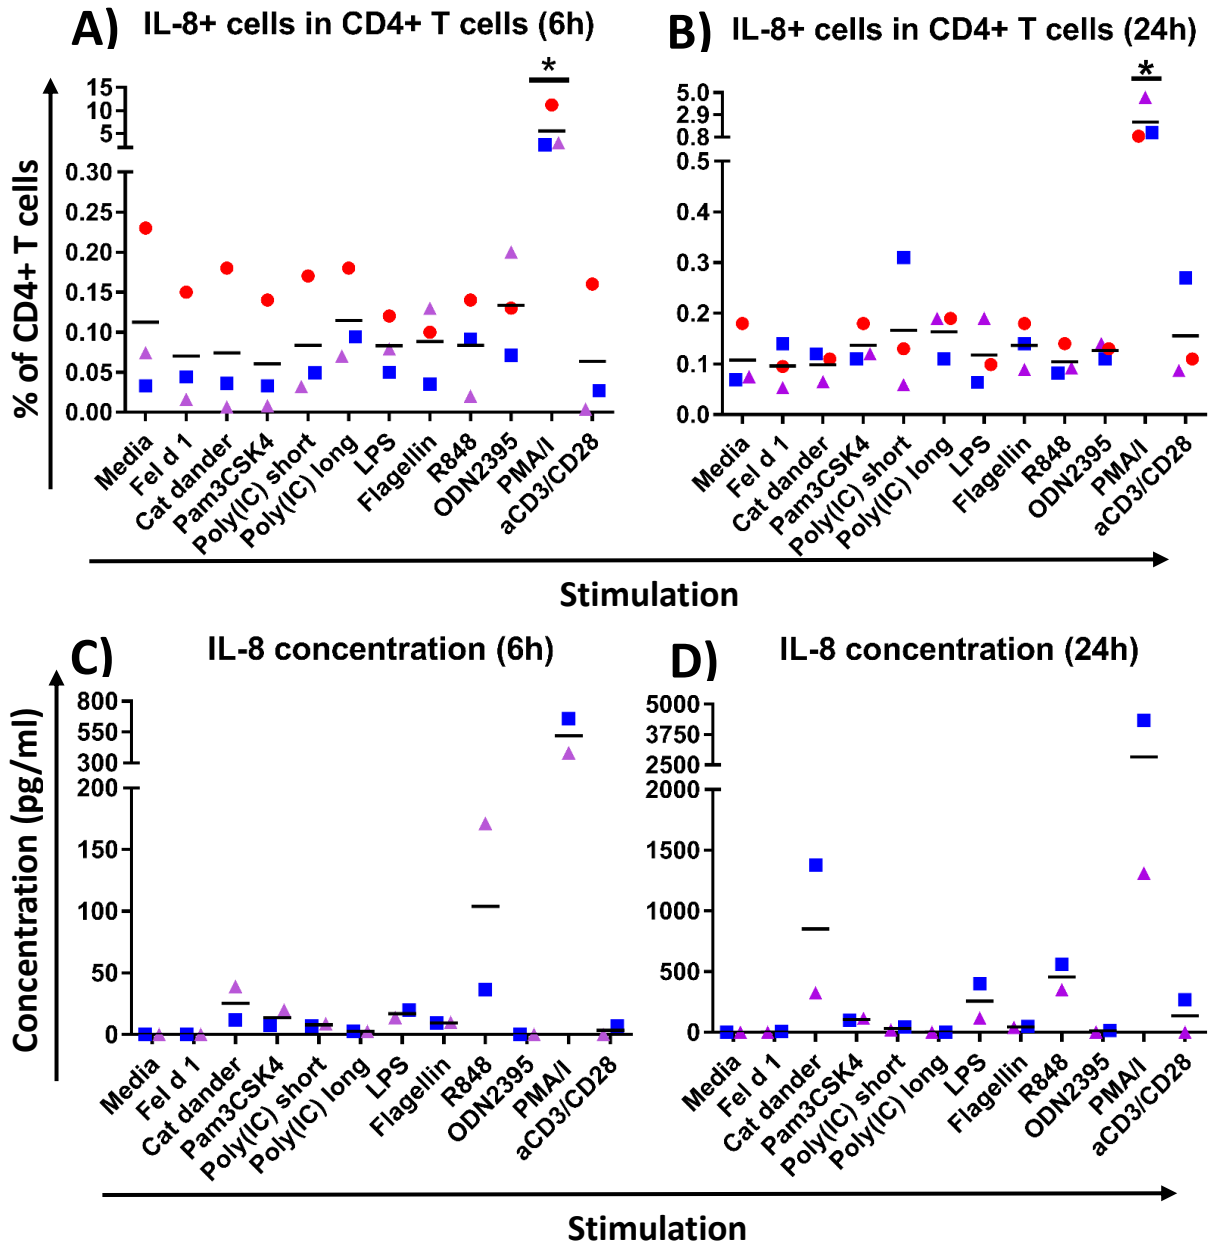 A) IL-8+ cells in CD4+ T cells (6h)
% of CD4+ T cells
*
15
10
5
0.30
0.25
0.20
0.15
0.10
0.05
0.00
Media
Fel d 1
Cat dander
Pam3CSK4
Poly(IC) short
Poly(IC) long
LPS
Flagellin
R848
ODN2395
PMA/I
aCD3/CD28
B) IL-8+ cells in CD4+ T cells (24h)
*
5.0
2.9
0.8
0.5
0.4
0.3
0.2
0.1
0.0
Media
Fel d 1
Cat dander
Pam3CSK4
Poly(IC) short
Poly(IC) long
LPS
Flagellin
R848
ODN2395
PMA/I
aCD3/CD28
Stimulation
C) IL-8 concentration (6h)
Concentration (pg/ml)
800
550
300
200
150
100
50
0
Media
Fel d 1
Cat dander
Pam3CSK4
Poly(IC) short
Poly(IC) long
LPS
Flagellin
R848
ODN2395
PMA/I
aCD3/CD28
D) IL-8 concentration (24h)
5000
3750
2500
2000
1500
1000
500
0
Media
Fel d 1
Cat dander
Pam3CSK4
Poly(IC) short
Poly(IC) long
LPS
Flagellin
R848
ODN2395
PMA/I
aCD3/CD28
Stimulation